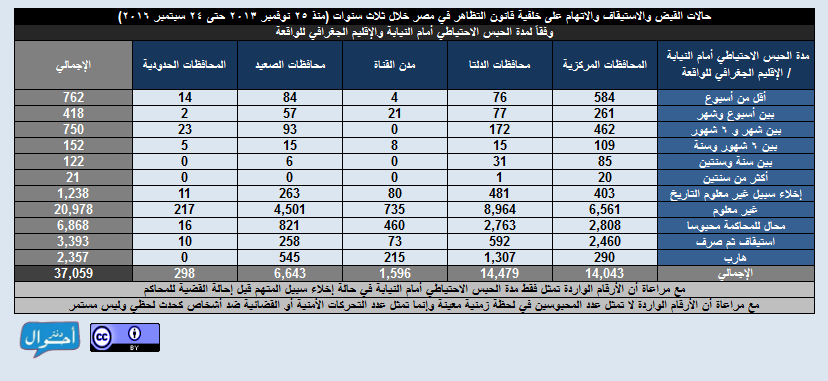 حالات القبض والاستيقاف والاتهام على خلفية قانون التظاهر في مصر خلال ثلاث سنوات (منذ ٢٥ نوفمبر ٢٠١٣ حتى ٢٤ سبتمبر ٢٠١٦)
وفقاً لمدة الحبس الاحتياطي أمام النيابة والإقليم الجغرافي للواقعة
مدة الحبس الاحتياطي أمام النيابة / الإقليم الجغرافي للواقعة المحافظات المركزية محافظات الدلتا مدن القناة محافظات الصعيد المحافظات الحدودية الإجمالي
أقل من أسبوع 584 76 4 84 14 762
بين أسبوع وشهر 261 77 21 57 2 418
بين شهر و ٦ شهور 462 172 0 93 23 750
بين ٦ شهور وسنة 109 15 8 15 5 152
بين سنة وسنتين 85 31 0 6 0 122
أكثر من سنتين 20 1 0 0 0 21
إخلاء سبيل غير معلوم التاريخ 403 481 80 263 11 1,238
غير معلوم 6,561 8,964 735 4,501 217 20,978
محال للمحاكمة محبوسا 2,808 2,763 460 821 16 6,868
استيقاف ثم صرف 2,460 592 73 258 10 3,393
هارب 290 1,307 215 545 0 2,357
الإجمالي 14,043 14,479 1,596 6,643 298 37,059
مع مراعاة أن الأرقام الواردة تمثل فقط مدة الحبس الاحتياطي أمام النيابة في حالة إخلاء سبيل المتهم قبل إحالة القضية للمحاكم
مع مراعاة أن الأرقام الواردة لا تمثل عدد المحبوسين في لحظة زمنية معينة وإنما تمثل عدد التحركات الأمنية أو القضائية ضد أشخاص كحدث لحظي وليس مستمر
دفتر أحوال
cc BY